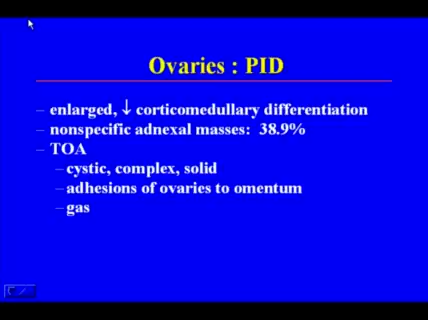 Ovaries : PID
– enlarged, ↓ corticomedullary differentiation
– nonspecific adnexal masses: 38.9%
– TOA
– cystic, complex, solid
– adhesions of ovaries to omentum
– gas